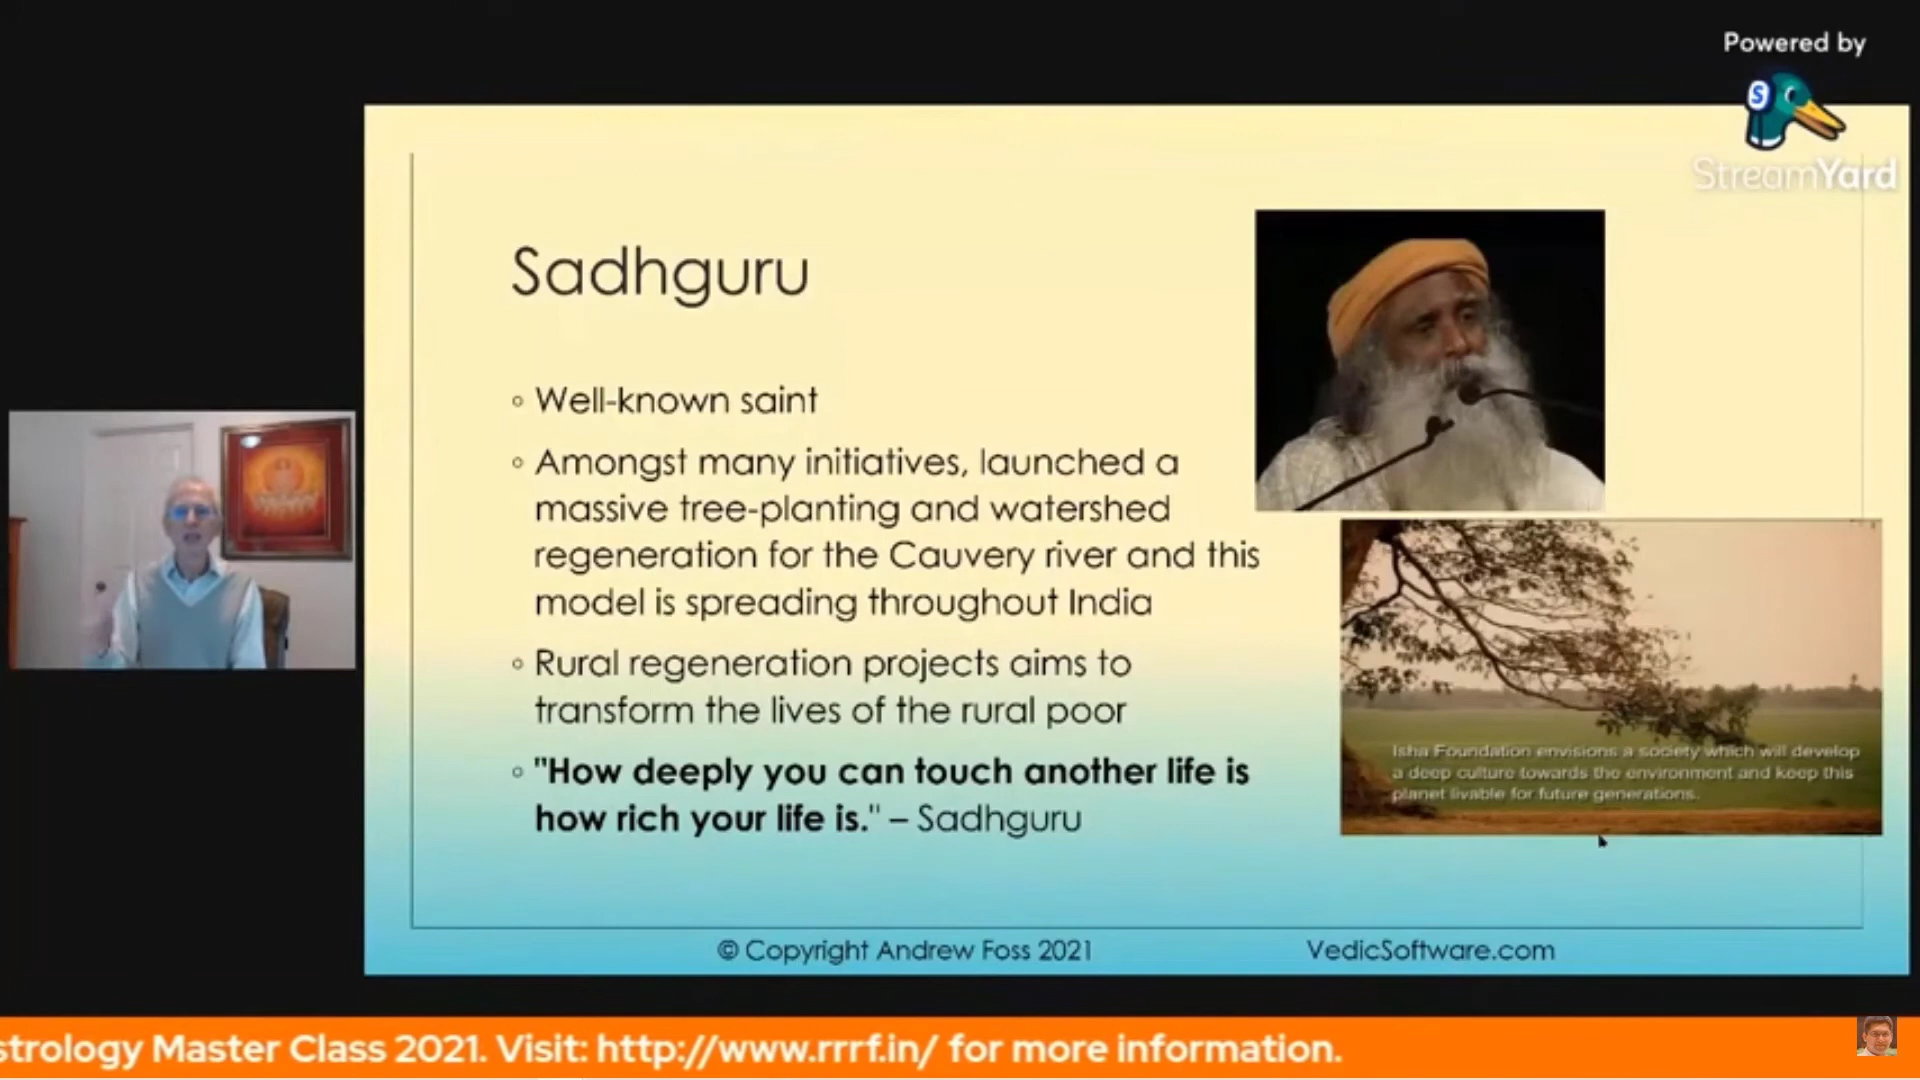 Powered by
S
StreamYard
Sadhguru
◦ Well-known saint
◦ Amongst many initiatives, launched a
massive tree-planting and watershed
regeneration for the Cauvery river and this
model is spreading throughout India
◦ Rural regeneration projects aims to
transform the lives of the rural poor
◦ "How deeply you can touch another life is
how rich your life is." – Sadhguru
Isha Foundation envisions a society which will develop
a deep culture towards the environment and keep this
planet livable for future generations.
© Copyright Andrew Foss 2021
VedicSoftware.com
strology Master Class 2021. Visit: http://www.rrrf.in/ for more information.